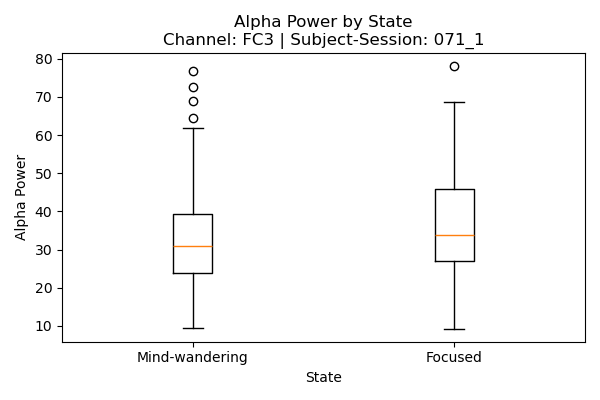 Alpha Power by State
Channel: FC3 | Subject-Session: 071_1
Alpha Power
80
70
60
50
40
30
20
10
Mind-wandering
Focused
State